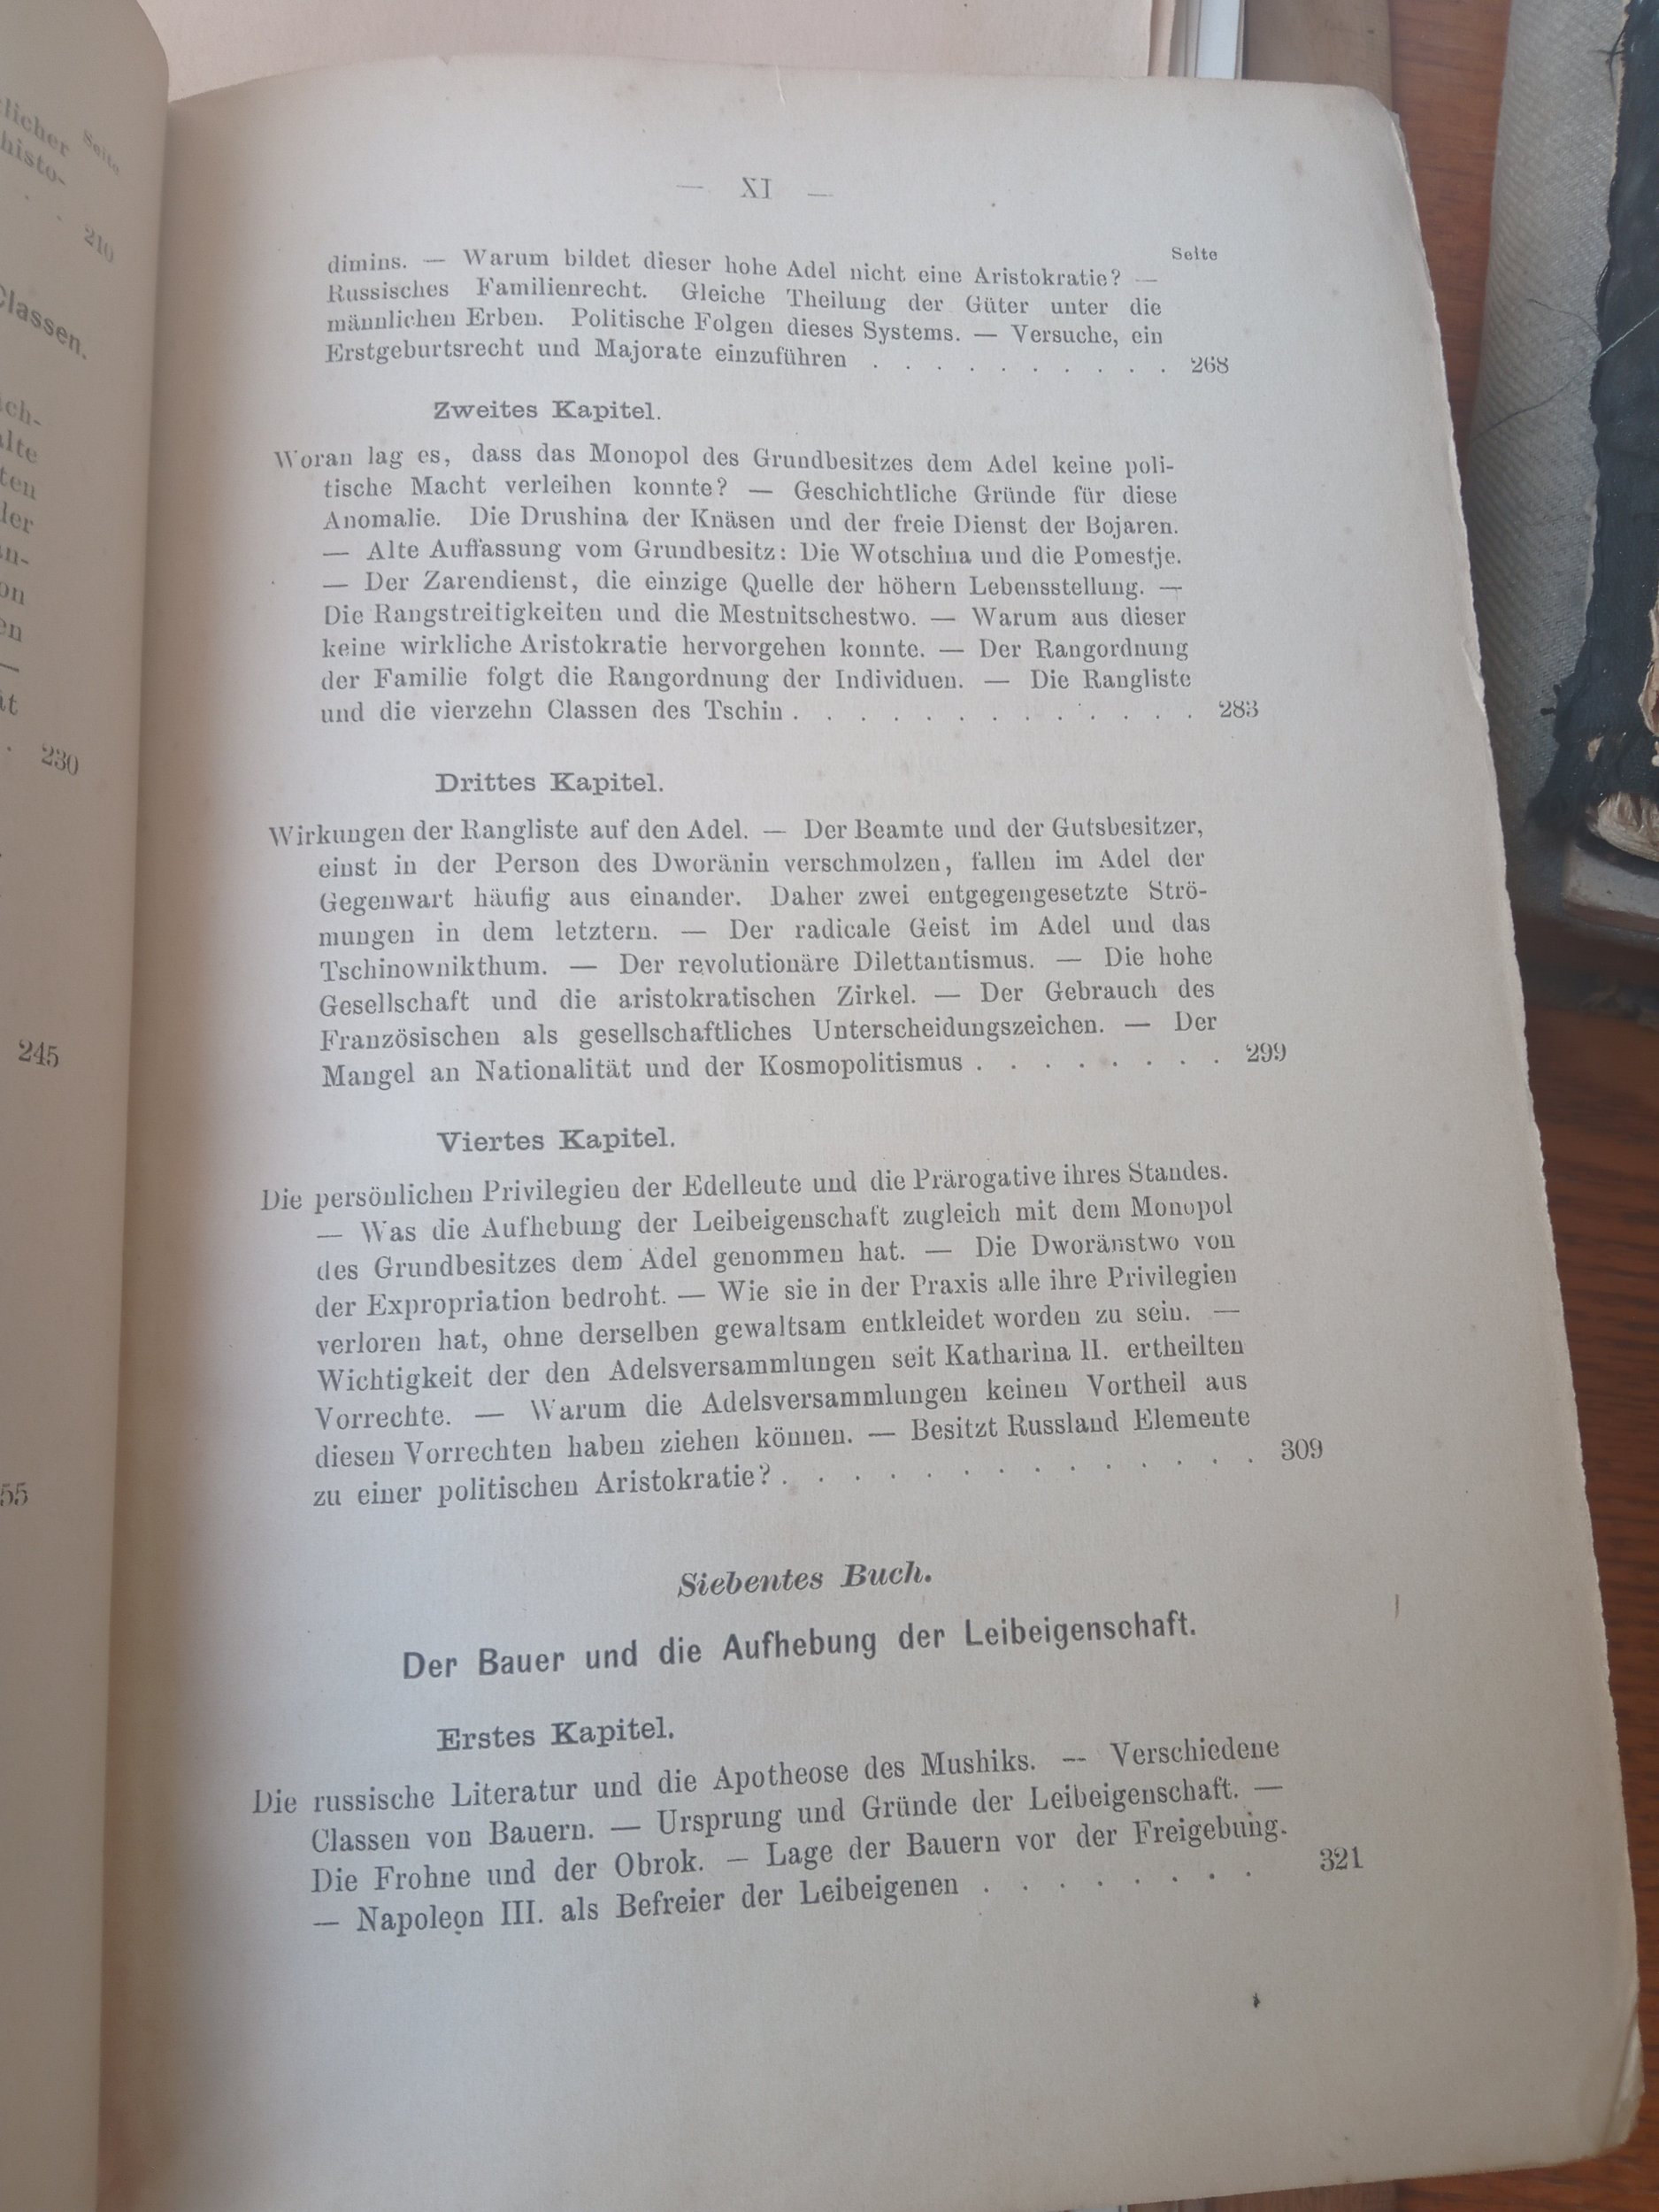 licher Seite
histo-
. . 210
Classen.
ich-
alte
ten
der
an-
on
en
—
at
. 230
245
55
— XI —
Seite
dimins. — Warum bildet dieser hohe Adel nicht eine Aristokratie? —
Russisches Familienrecht. Gleiche Theilung der Güter unter die
männlichen Erben. Politische Folgen dieses Systems. — Versuche, ein
Erstgeburtsrecht und Majorate einzuführen . . . . . . . . . . 268
Zweites Kapitel.
Woran lag es, dass das Monopol des Grundbesitzes dem Adel keine poli-
tische Macht verleihen konnte? — Geschichtliche Gründe für diese
Anomalie. Die Drushina der Knäsen und der freie Dienst der Bojaren.
— Alte Auffassung vom Grundbesitz: Die Wotschina und die Pomestje.
— Der Zarendienst, die einzige Quelle der höhern Lebensstellung. —
Die Rangstreitigkeiten und die Mestnitschestwo. — Warum aus dieser
keine wirkliche Aristokratie hervorgehen konnte. — Der Rangordnung
der Familie folgt die Rangordnung der Individuen. — Die Rangliste
und die vierzehn Classen des Tschin . . . . . . . . . . . . 283
Drittes Kapitel.
Wirkungen der Rangliste auf den Adel. — Der Beamte und der Gutsbesitzer,
einst in der Person des Dworänin verschmolzen, fallen im Adel der
Gegenwart häufig aus einander. Daher zwei entgegengesetzte Strö-
mungen in dem letztern. — Der radicale Geist im Adel und das
Tschinownikthum. — Der revolutionäre Dilettantismus. — Die hohe
Gesellschaft und die aristokratischen Zirkel. — Der Gebrauch des
Französischen als gesellschaftliches Unterscheidungszeichen. — Der
Mangel an Nationalität und der Kosmopolitismus . . . . . . . . 299
Viertes Kapitel.
Die persönlichen Privilegien der Edelleute und die Prärogative ihres Standes.
— Was die Aufhebung der Leibeigenschaft zugleich mit dem Monopol
des Grundbesitzes dem Adel genommen hat. — Die Dworänstwo von
der Expropriation bedroht. — Wie sie in der Praxis alle ihre Privilegien
verloren hat, ohne derselben gewaltsam entkleidet worden zu sein. —
Wichtigkeit der den Adelsversammlungen seit Katharina II. ertheilten
Vorrechte. — Warum die Adelsversammlungen keinen Vortheil aus
diesen Vorrechten haben ziehen können. — Besitzt Russland Elemente
zu einer politischen Aristokratie? . . . . . . . . . . . . . . 309
Siebentes Buch.
Der Bauer und die Aufhebung der Leibeigenschaft.
Erstes Kapitel.
Die russische Literatur und die Apotheose des Mushiks. — Verschiedene
Classen von Bauern. — Ursprung und Gründe der Leibeigenschaft. —
Die Frohne und der Obrok. — Lage der Bauern vor der Freigebung.
— Napoleon III. als Befreier der Leibeigenen . . . . . . . . 321